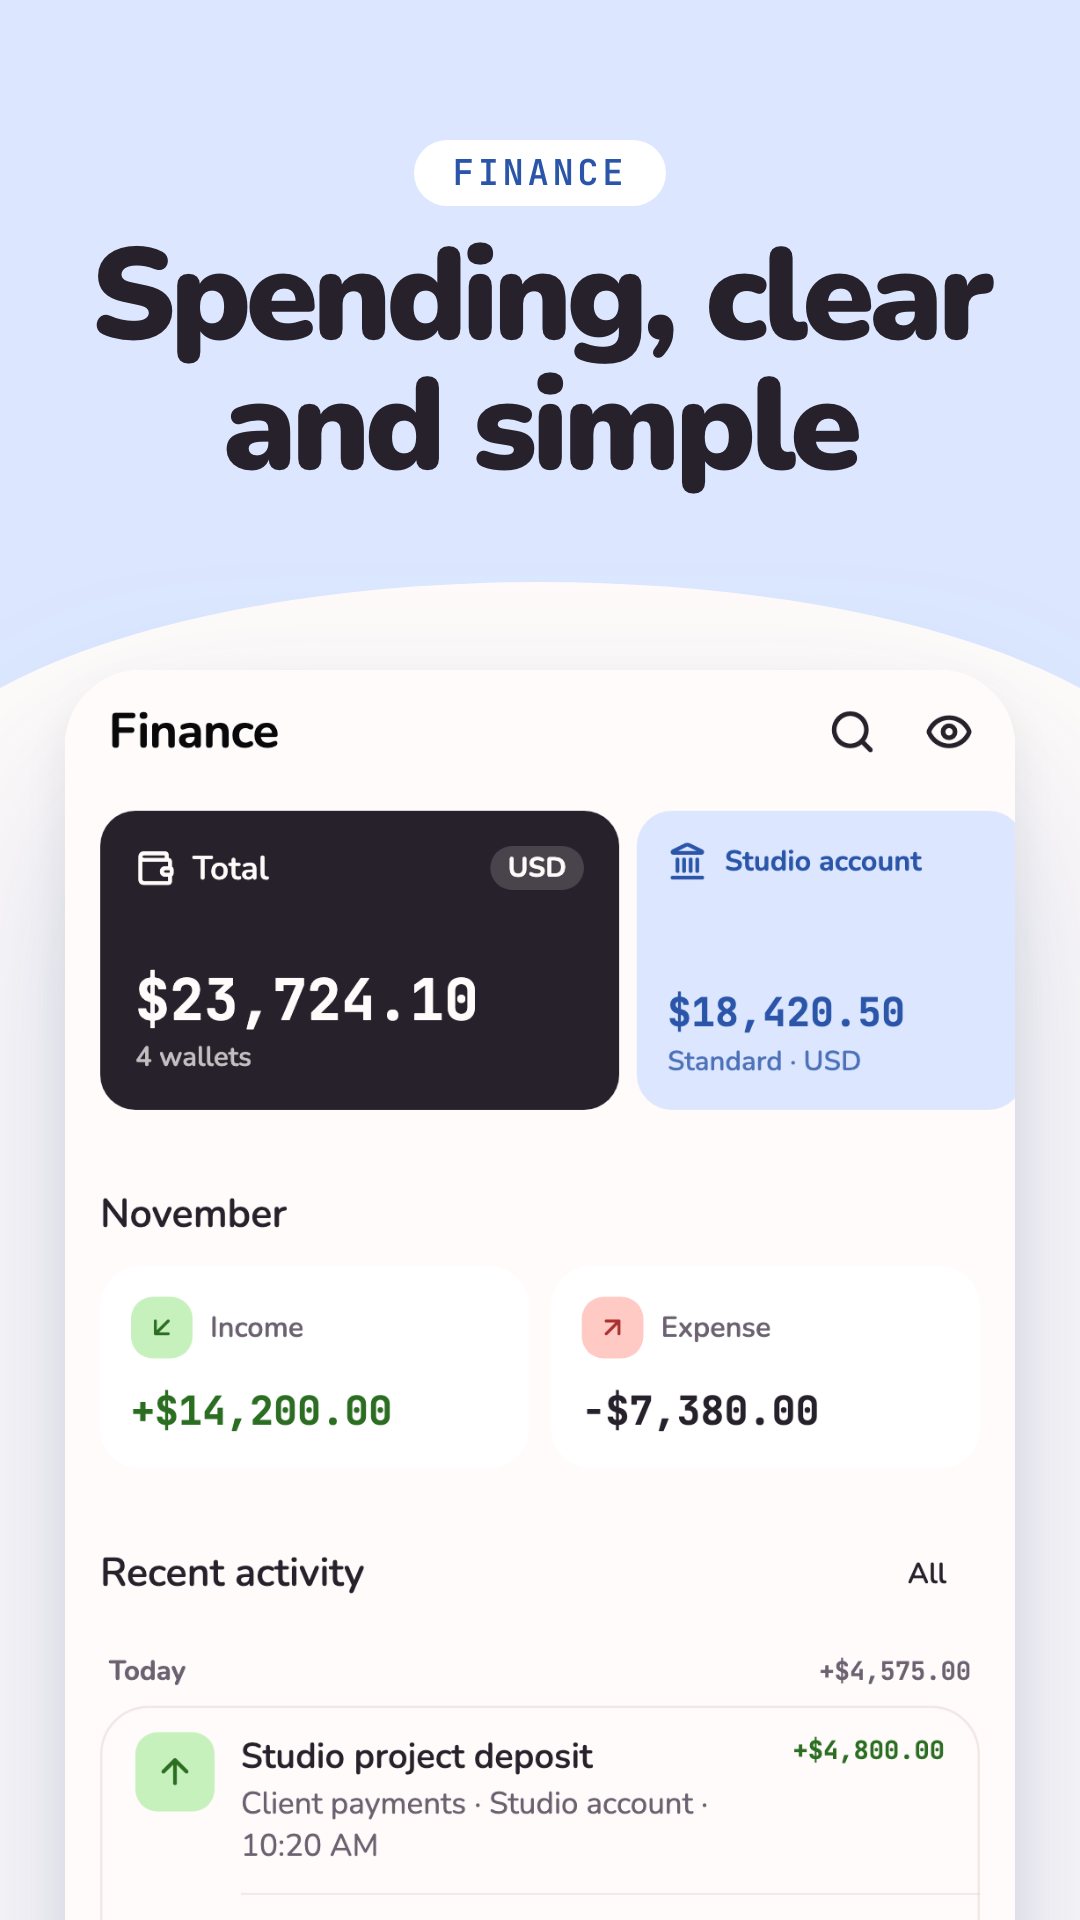 FINANCE
Spending, clear
and simple
Finance
Total
USD
$23,724.10
4 wallets
Studio account
$18,420.50
Standard · USD
November
Income
+$14,200.00
Expense
-$7,380.00
Recent activity
All
Today
+$4,575.00
Studio project deposit
+$4,800.00
Client payments · Studio account ·
10:20 AM